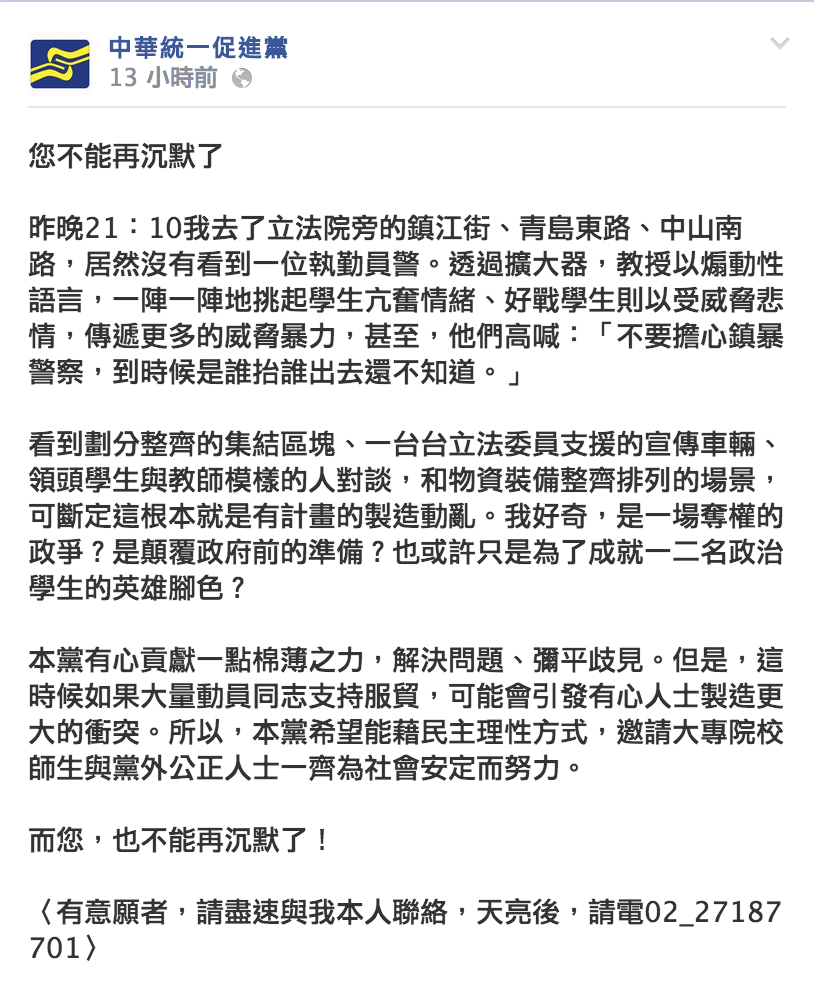 中華統一促進黨
13 小時前
您不能再沉默了
昨晚21：10我去了立法院旁的鎮江街、青島東路、中山南
路，居然沒有看到一位執勤員警。透過擴大器，教授以煽動性
語言，一陣一陣地挑起學生亢奮情緒、好戰學生則以受威脅悲
情，傳遞更多的威脅暴力，甚至，他們高喊：「不要擔心鎮暴
警察，到時候是誰抬誰出去還不知道。」
看到劃分整齊的集結區塊、一台台立法委員支援的宣傳車輛、
領頭學生與教師模樣的人對談，和物資裝備整齊排列的場景，
可斷定這根本就是有計畫的製造動亂。我好奇，是一場奪權的
政爭？是顛覆政府前的準備？也或許只是為了成就一二名政治
學生的英雄腳色？
本黨有心貢獻一點棉薄之力，解決問題、彌平歧見。但是，這
時候如果大量動員同志支持服貿，可能會引發有心人士製造更
大的衝突。所以，本黨希望能藉民主理性方式，邀請大專院校
師生與黨外公正人士一齊為社會安定而努力。
而您，也不能再沉默了！
〈有意願者，請盡速與我本人聯絡，天亮後，請電02_27187
701〉